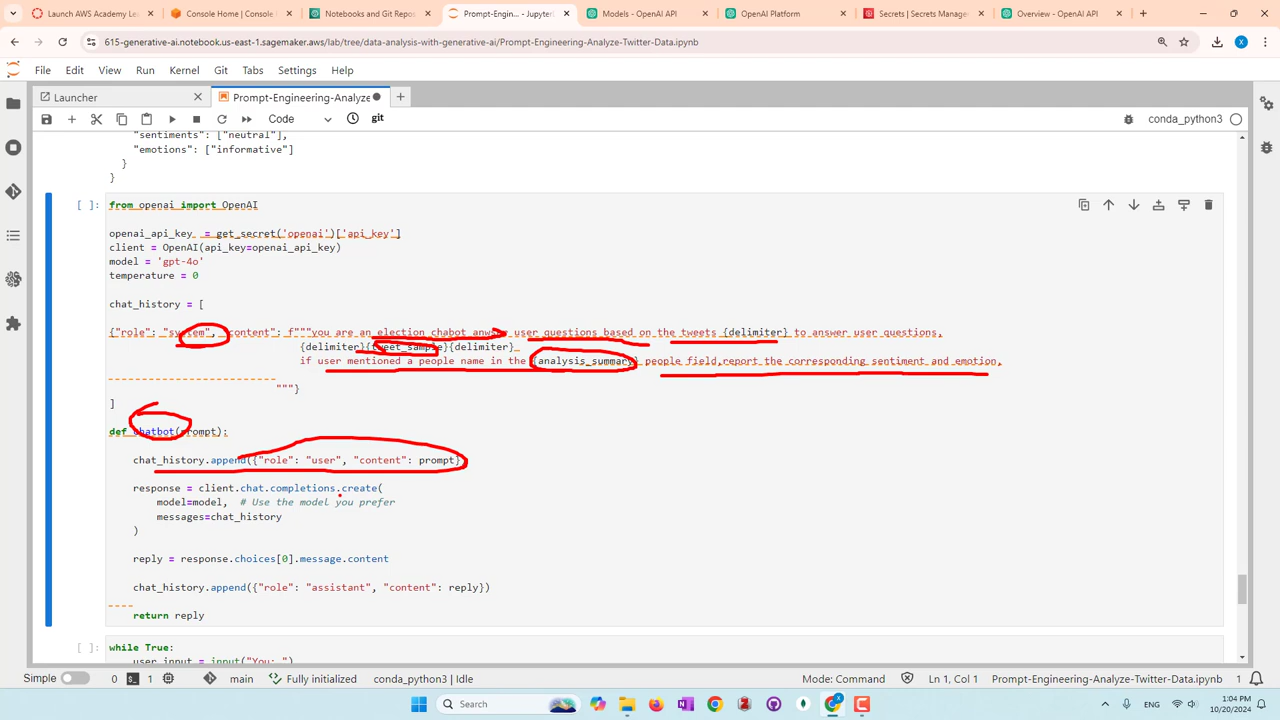 Launch AWS Academy Lea
Console Home | Console
Notebooks and Git Repos
Prompt-Engin... - Jupyterl
Models - OpenAI API
OpenAI Platform
Secrets | Secrets Manage
Overview - OpenAI API
615-generative-ai.notebook.us-east-1.sagemaker.aws/lab/tree/data-analysis-with-generative-ai/Prompt-Engineering-Analyze-Twitter-Data.ipynb
File Edit View Run Kernel Git Tabs Settings Help
Launcher
Prompt-Engineering-Analyze
Code
git
conda_python3
"sentiments": ["neutral"],
"emotions": ["informative"]
}
}
[ ]:
from openai import OpenAI
openai_api_key = get_secret('openai')['api_key']
client = OpenAI(api_key=openai_api_key)
model = 'gpt-4o'
temperature = 0
chat_history = [
{"role": "system", "content": f"""you are an election chabot anwser user questions based on the tweets {delimiter} to answer user questions,
{delimiter}{tweet_sample}{delimiter}
if user mentioned a people name in the {analysis_summary} people field,report the corresponding sentiment and emotion,
"""}
]
def chatbot(prompt):
chat_history.append({"role": "user", "content": prompt})
response = client.chat.completions.create(
model=model, # Use the model you prefer
messages=chat_history
)
reply = response.choices[0].message.content
chat_history.append({"role": "assistant", "content": reply})
return reply
[ ]:
while True:
user_input = input("You: ")
Simple
0
1
main
Fully initialized
conda_python3 | Idle
Mode: Command
Ln 1, Col 1
Prompt-Engineering-Analyze-Twitter-Data.ipynb
1
Search
ENG
1:04 PM
10/20/2024